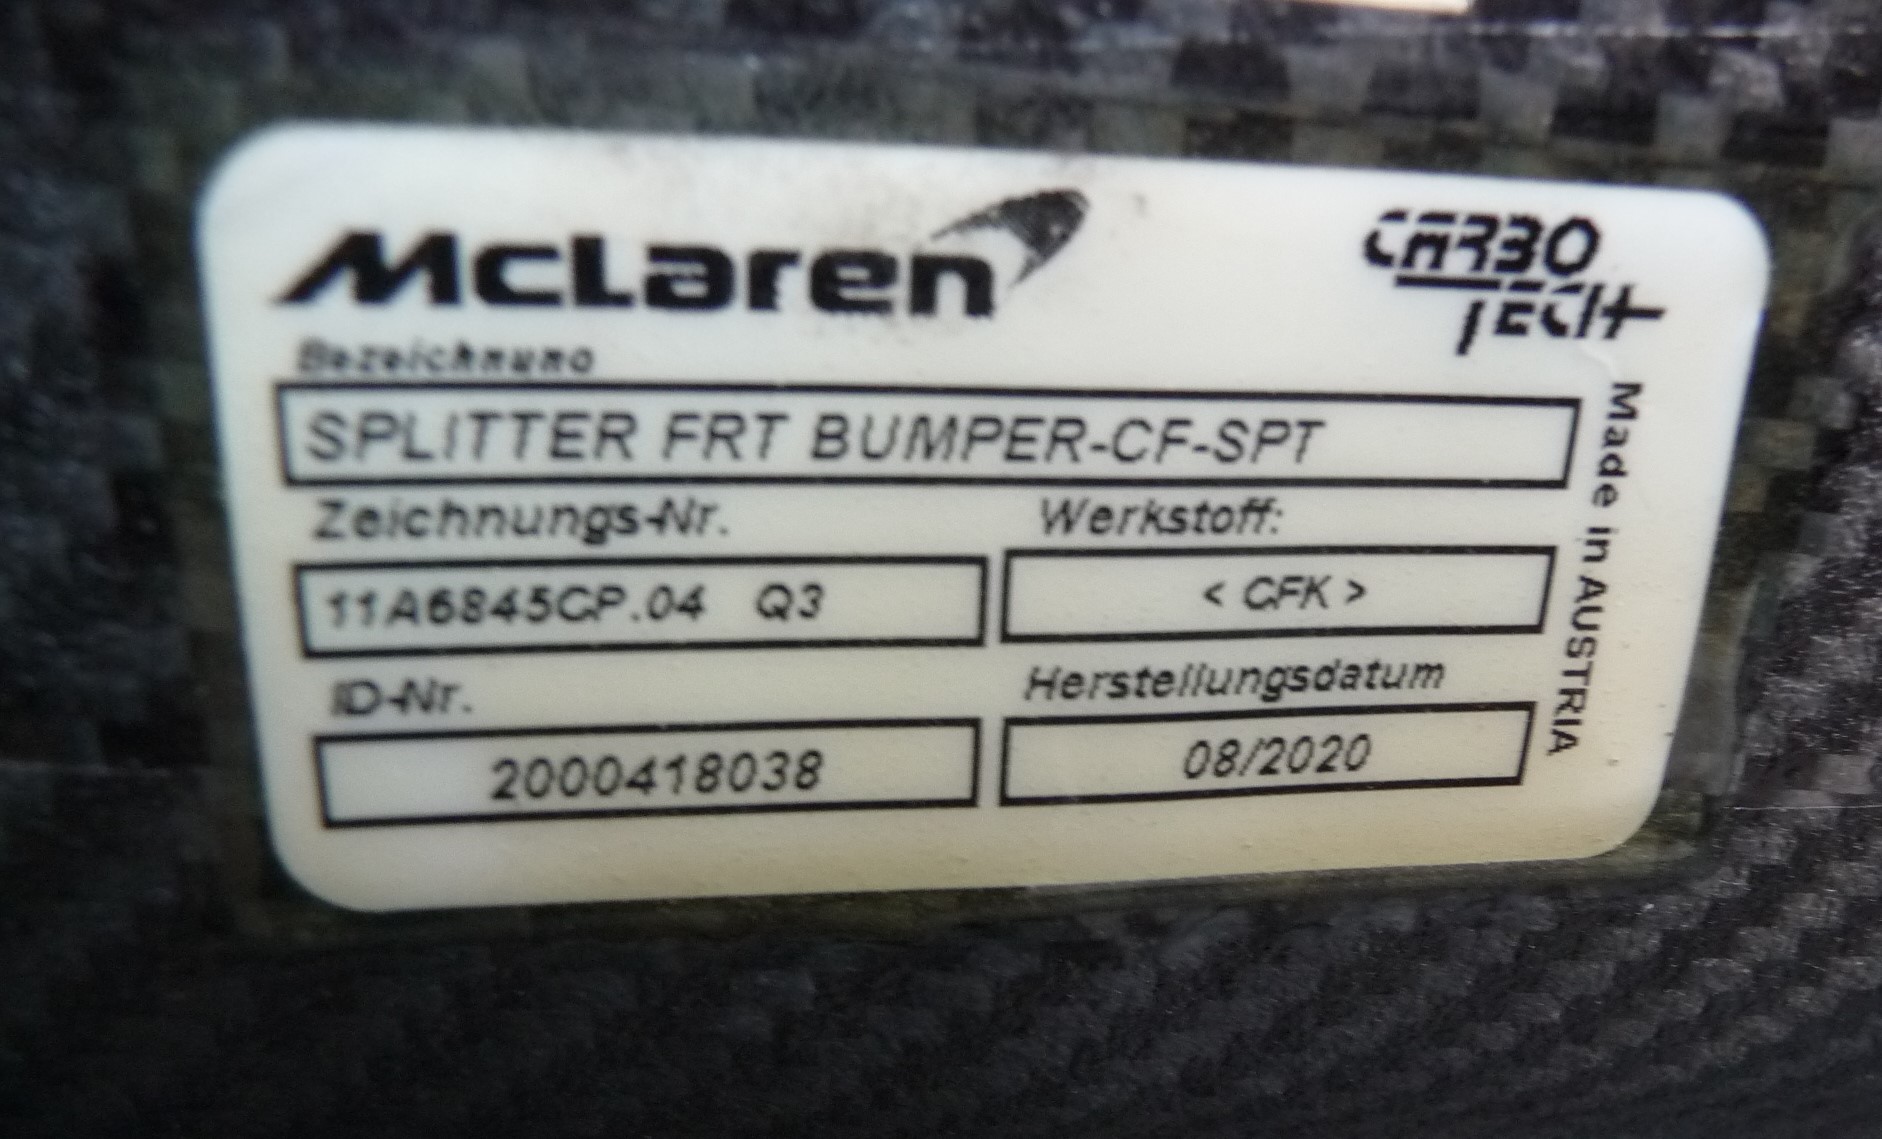 McLaren
CARBO
TECH
Bezeichnung
SPLITTER FRT BUMPER-CF-SPT
Zeichnungs-Nr.
Werkstoff:
11A6845CP.04 Q3
< CFK >
ID-Nr.
Herstellungsdatum
2000418038
08/2020
Made in AUSTRIA